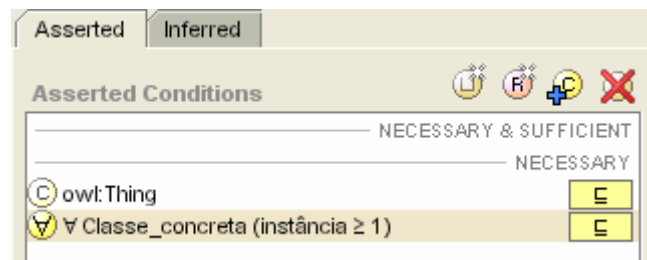 Asserted Inferred
Asserted Conditions
NECESSARY & SUFFICIENT
NECESSARY
C owl:Thing ⊑
∀ ∀ Classe_concreta (instância ≥ 1) ⊑